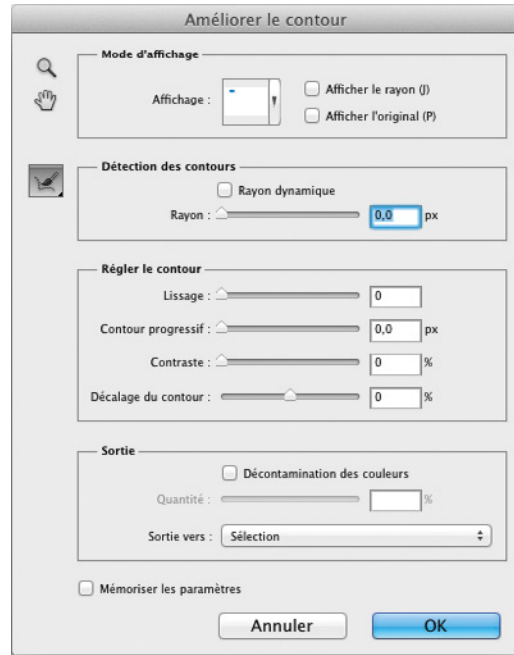 Améliorer le contour
Mode d'affichage
Affichage :
Afficher le rayon (J)
Afficher l'original (P)
Détection des contours
Rayon dynamique
Rayon : 0,0 px
Régler le contour
Lissage : 0
Contour progressif : 0,0 px
Contraste : 0 %
Décalage du contour : 0 %
Sortie
Décontamination des couleurs
Quantité : %
Sortie vers : Sélection
Mémoriser les paramètres
Annuler OK